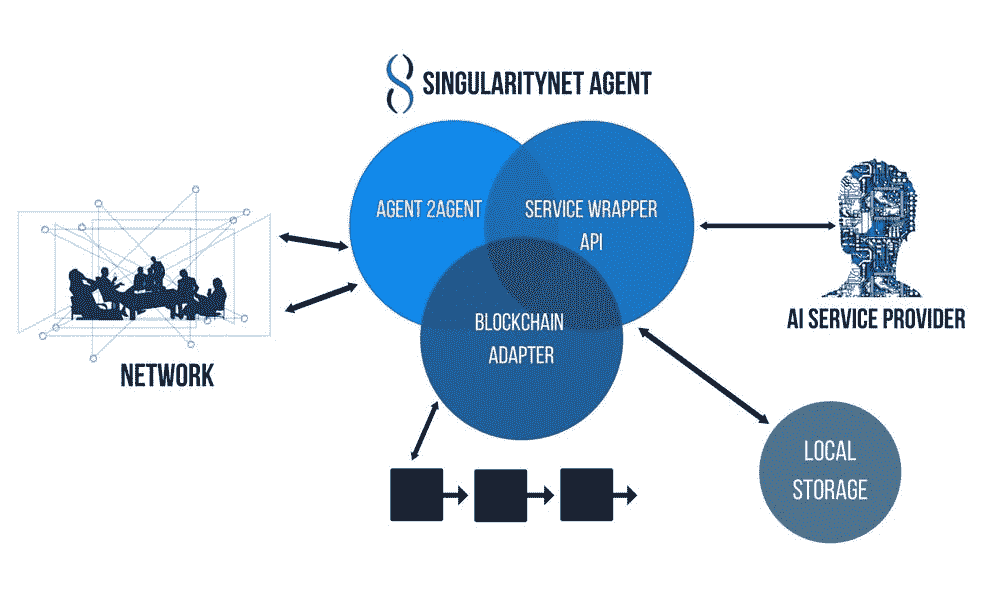 SINGULARITYNET AGENT
AGENT 2AGENT
SERVICE WRAPPER
API
BLOCKCHAIN
ADAPTER
NETWORK
AI SERVICE PROVIDER
LOCAL
STORAGE